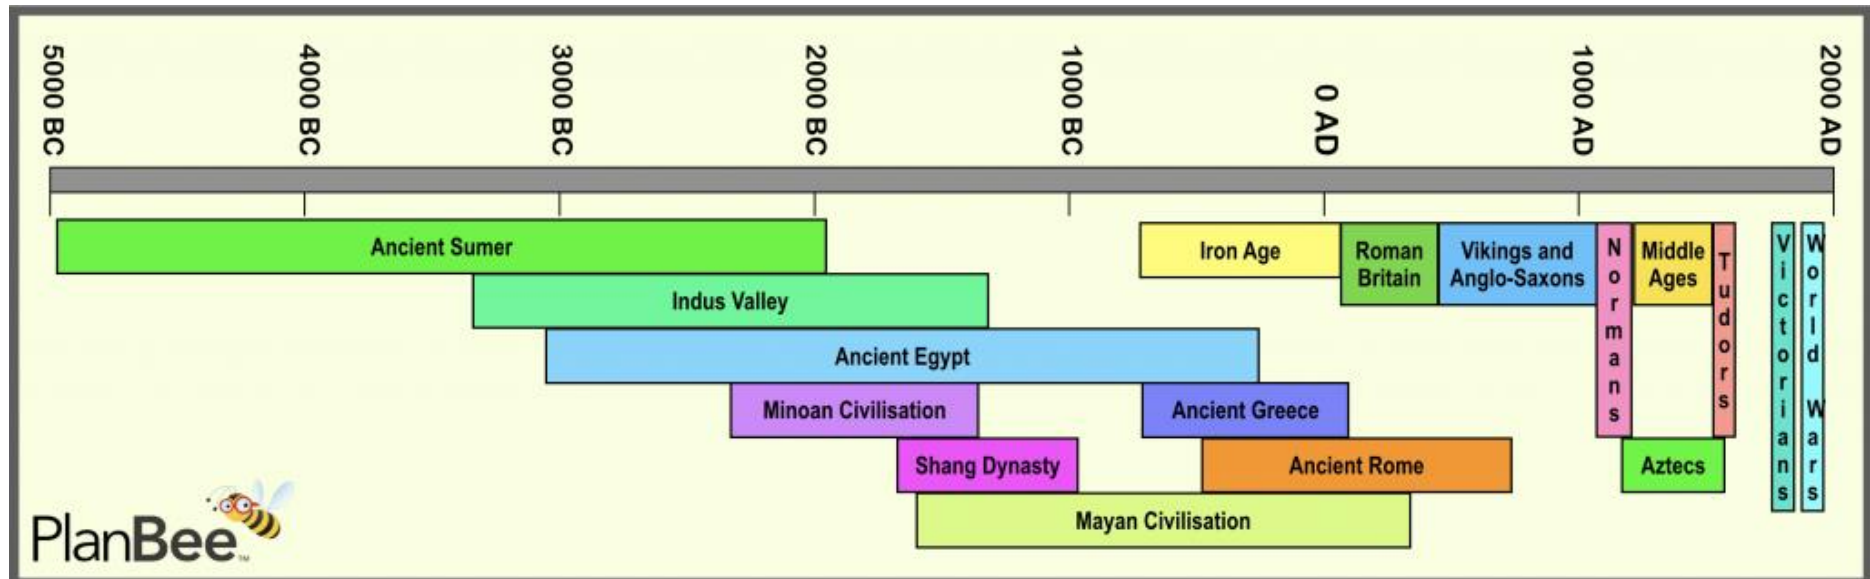 5000 BC
4000 BC
3000 BC
2000 BC
1000 BC
0 AD
1000 AD
2000 AD
Ancient Sumer
Iron Age
Roman
Britain
Vikings and
Anglo-Saxons
Normans
Middle
Ages
Tudors
Victorians
World Wars
Indus Valley
Ancient Egypt
Minoan Civilisation
Ancient Greece
Shang Dynasty
Ancient Rome
Aztecs
Mayan Civilisation
PlanBee™